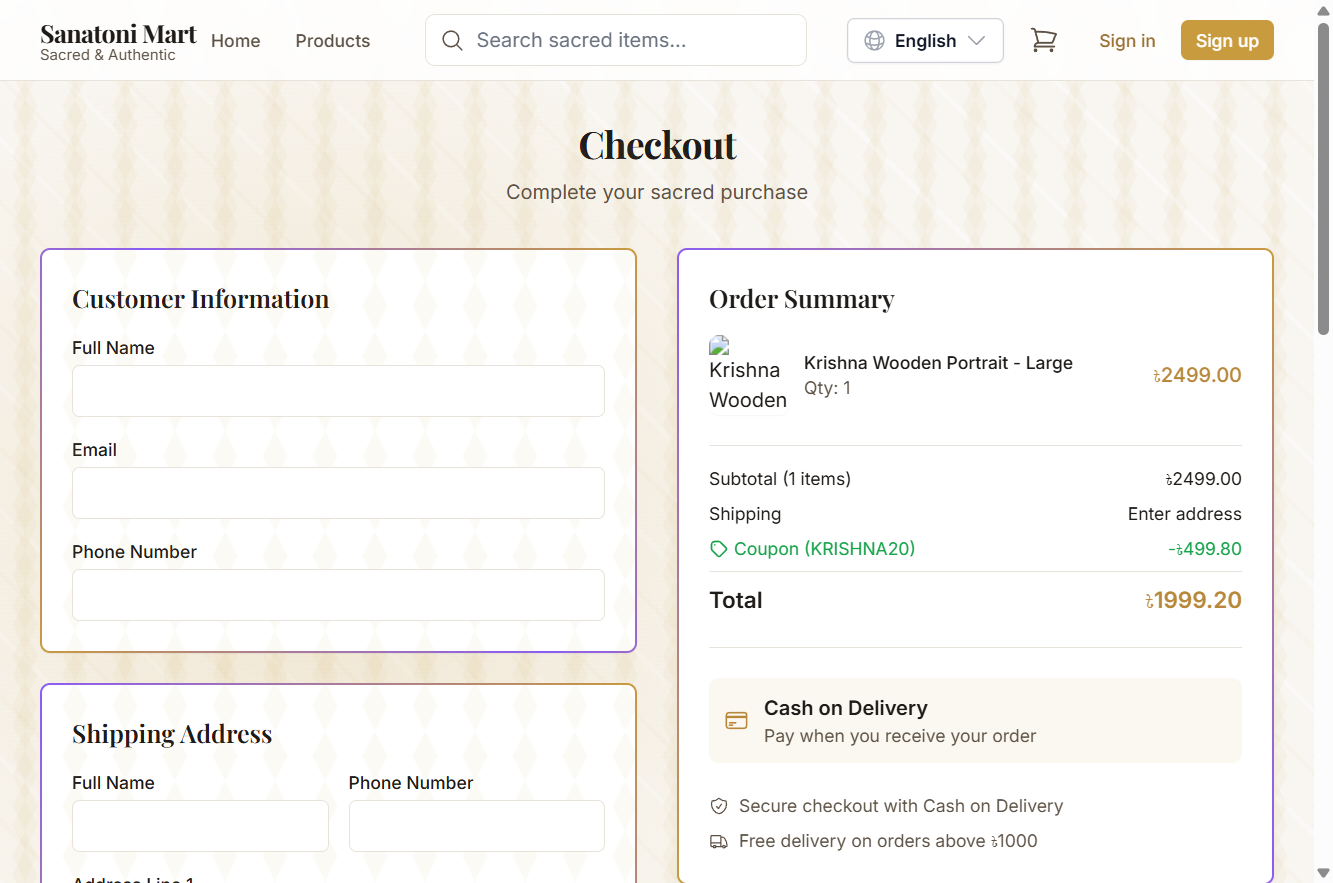 Sanatoni Mart
Sacred & Authentic
Home
Products
Search sacred items...
English
Sign in
Sign up
Checkout
Complete your sacred purchase
Customer Information
Full Name
Email
Phone Number
Shipping Address
Full Name
Phone Number
Address Line 1
Order Summary
Krishna
Wooden
Krishna Wooden Portrait - Large
Qty: 1
৳2499.00
Subtotal (1 items)
৳2499.00
Shipping
Enter address
Coupon (KRISHNA20)
-৳499.80
Total
৳1999.20
Cash on Delivery
Pay when you receive your order
Secure checkout with Cash on Delivery
Free delivery on orders above ৳1000